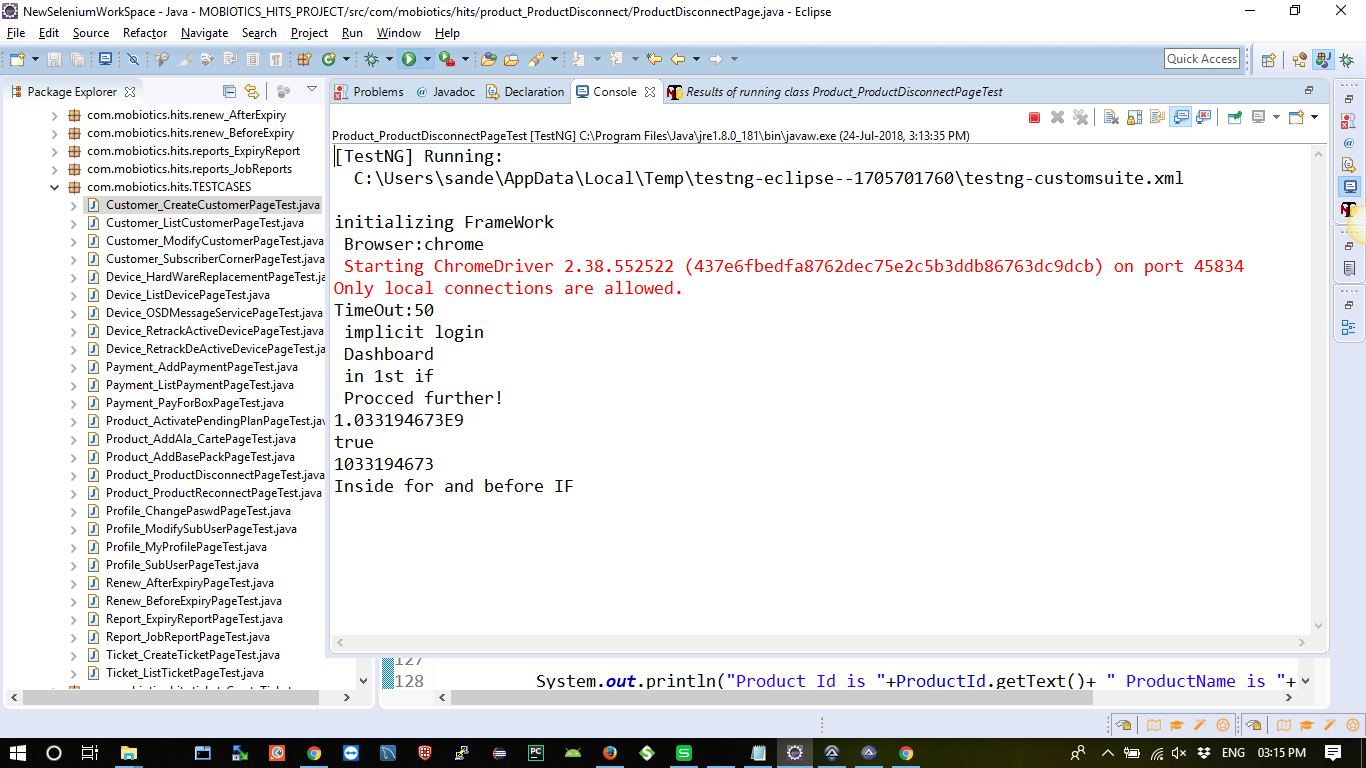 NewSeleniumWorkSpace - Java - MOBIOTICS_HITS_PROJECT/src/com/mobiotics/hits/product_ProductDisconnect/ProductDisconnectPage.java - Eclipse
File Edit Source Refactor Navigate Search Project Run Window Help
Quick Access
Package Explorer
Problems Javadoc Declaration Console Results of running class Product_ProductDisconnectPageTest
Product_ProductDisconnectPageTest [TestNG] C:\Program Files\Java\jre1.8.0_181\bin\javaw.exe (24-Jul-2018, 3:13:35 PM)
com.mobiotics.hits.renew_AfterExpiry
com.mobiotics.hits.renew_BeforeExpiry
com.mobiotics.hits.reports_ExpiryReport
com.mobiotics.hits.reports_JobReports
com.mobiotics.hits.TESTCASES
Customer_CreateCustomerPageTest.java
Customer_ListCustomerPageTest.java
Customer_ModifyCustomerPageTest.java
Customer_SubscriberCornerPageTest.java
Device_HardWareReplacementPageTest.ja
Device_ListDevicePageTest.java
Device_OSDMessageServicePageTest.java
Device_RetrackActiveDevicePageTest.java
Device_RetrackDeActiveDevicePageTest.ja
Payment_AddPaymentPageTest.java
Payment_ListPaymentPageTest.java
Payment_PayForBoxPageTest.java
Product_ActivatePendingPlanPageTest.jav
Product_AddAla_CartePageTest.java
Product_AddBasePackPageTest.java
Product_ProductDisconnectPageTest.java
Product_ProductReconnectPageTest.java
Profile_ChangePaswdPageTest.java
Profile_ModifySubUserPageTest.java
Profile_MyProfilePageTest.java
Profile_SubUserPageTest.java
Renew_AfterExpiryPageTest.java
Renew_BeforeExpiryPageTest.java
Report_ExpiryReportPageTest.java
Report_JobReportPageTest.java
Ticket_CreateTicketPageTest.java
Ticket_ListTicketPageTest.java
[TestNG] Running:
C:\Users\sande\AppData\Local\Temp\testng-eclipse--1705701760\testng-customsuite.xml
initializing FrameWork
Browser:chrome
Starting ChromeDriver 2.38.552522 (437e6fbedfa8762dec75e2c5b3ddb86763dc9dcb) on port 45834
Only local connections are allowed.
TimeOut:50
implicit login
Dashboard
in 1st if
Procced further!
1.033194673E9
true
1033194673
Inside for and before IF
127
128 System.out.println("Product Id is "+ProductId.getText()+ " ProductName is "+
ENG 03:15 PM